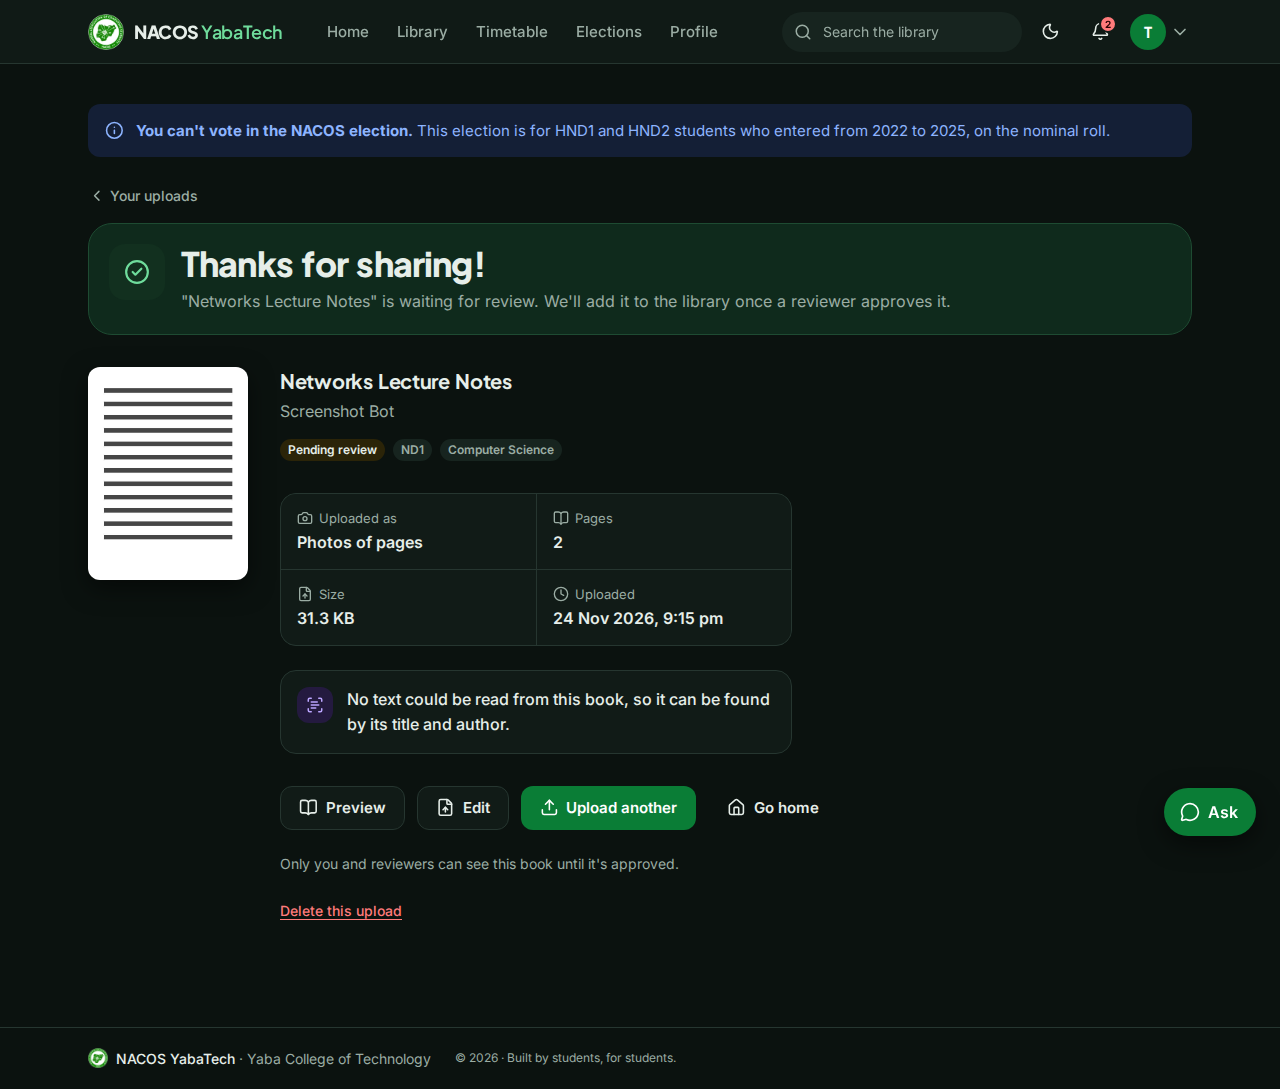 NACOS YabaTech
Home
Library
Timetable
Elections
Profile
Search the library
2
T
You can't vote in the NACOS election. This election is for HND1 and HND2 students who entered from 2022 to 2025, on the nominal roll.
Your uploads
Thanks for sharing!
"Networks Lecture Notes" is waiting for review. We'll add it to the library once a reviewer approves it.
Networks Lecture Notes
Screenshot Bot
Pending review
ND1
Computer Science
Uploaded as
Photos of pages
Pages
2
Size
31.3 KB
Uploaded
24 Nov 2026, 9:15 pm
No text could be read from this book, so it can be found
by its title and author.
Preview
Edit
Upload another
Go home
Ask
Only you and reviewers can see this book until it's approved.
Delete this upload
NACOS YabaTech · Yaba College of Technology
© 2026 · Built by students, for students.